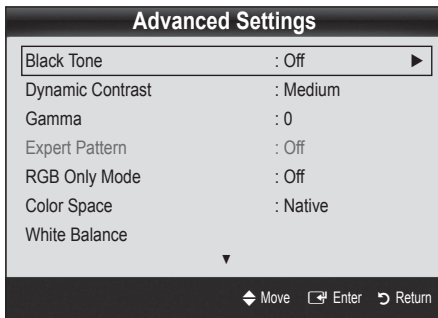 Advanced Settings
Black Tone : Off ▶
Dynamic Contrast : Medium
Gamma : 0
Expert Pattern : Off
RGB Only Mode : Off
Color Space : Native
White Balance
▼
Move Enter Return